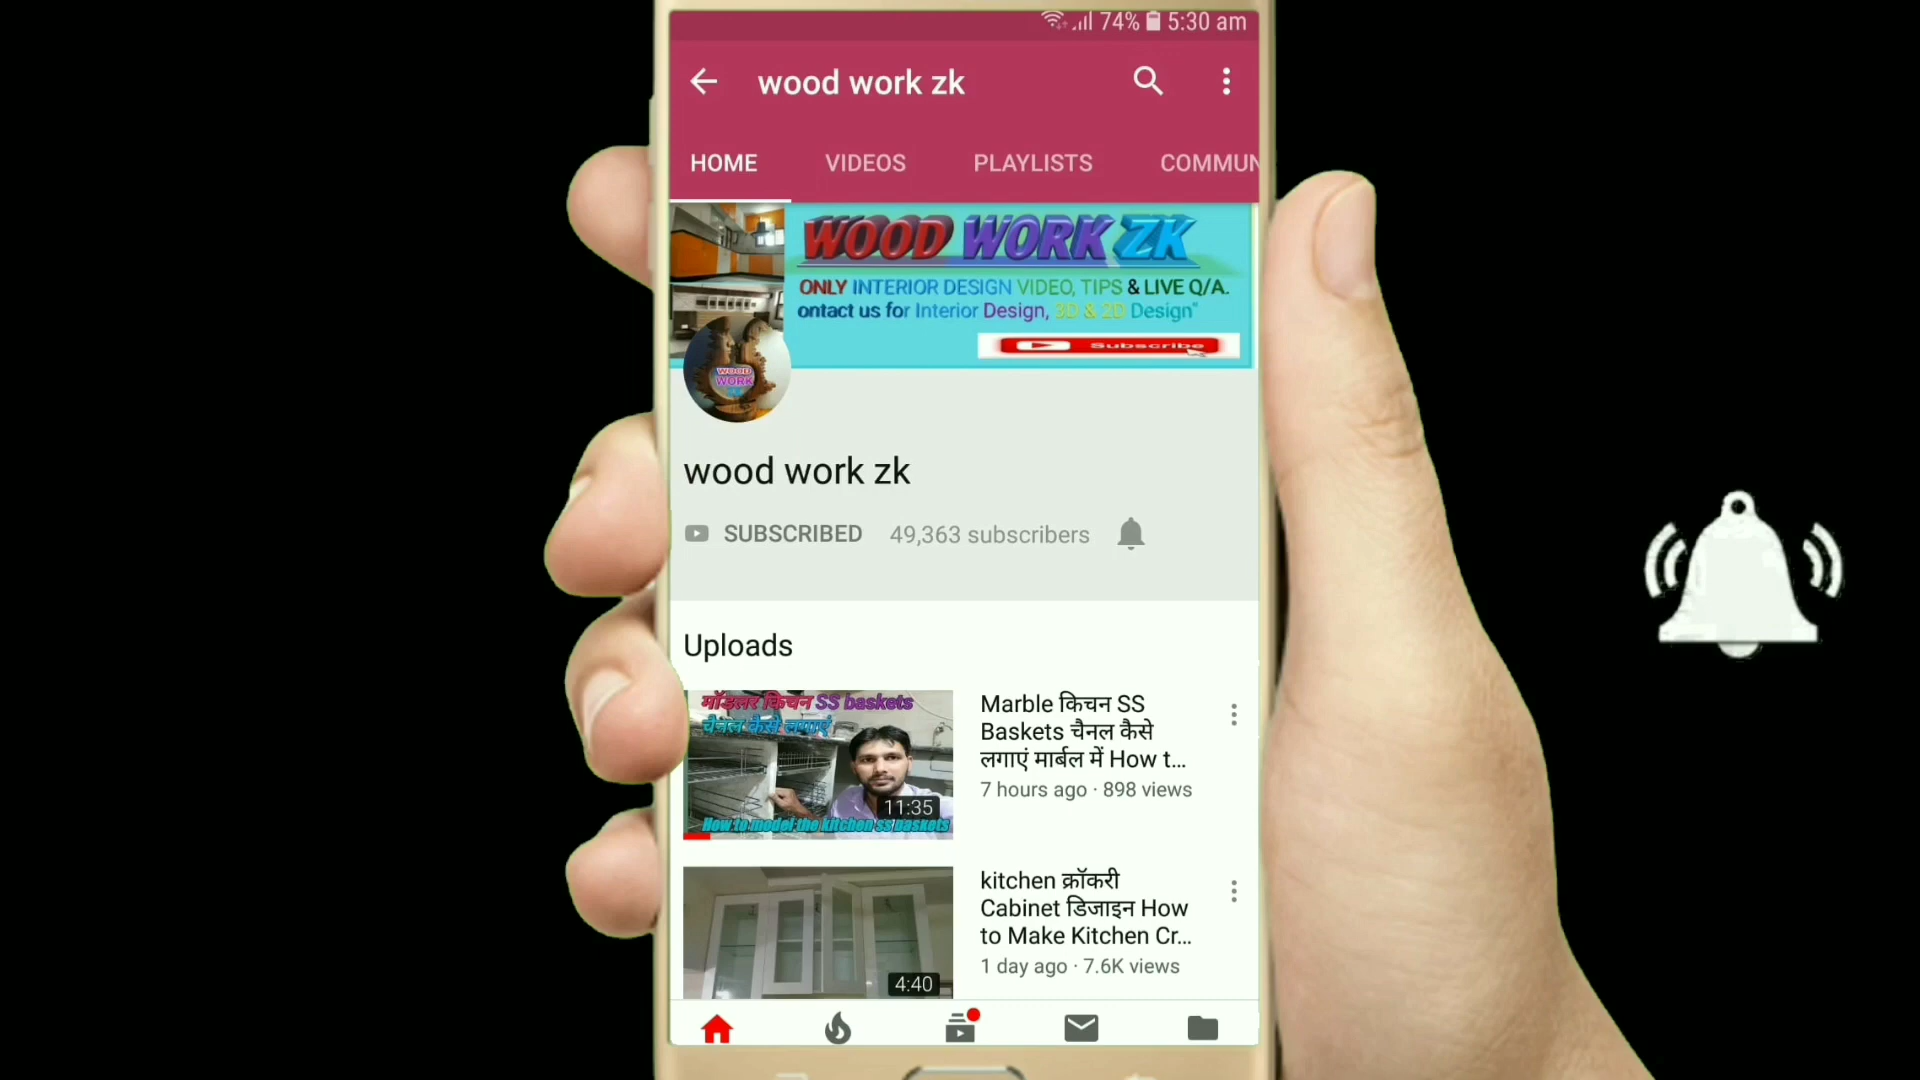 74% 5:30 am
wood work zk
HOME VIDEOS PLAYLISTS COMMUN
WOOD WORK ZK
ONLY INTERIOR DESIGN VIDEO, TIPS & LIVE Q/A.
ontact us for Interior Design, 3D & 2D Design"
Subscribe
WOOD
WORK
wood work zk
SUBSCRIBED 49,363 subscribers
Uploads
मॉडलर किचन SS baskets
चैनल कैसे लगाएं
11:35
How to model the kitchen ss baskets
Marble किचन SS
Baskets चैनल कैसे
लगाएं मार्बल में How t...
7 hours ago · 898 views
4:40
kitchen क्रॉकरी
Cabinet डिजाइन How
to Make Kitchen Cr...
1 day ago · 7.6K views